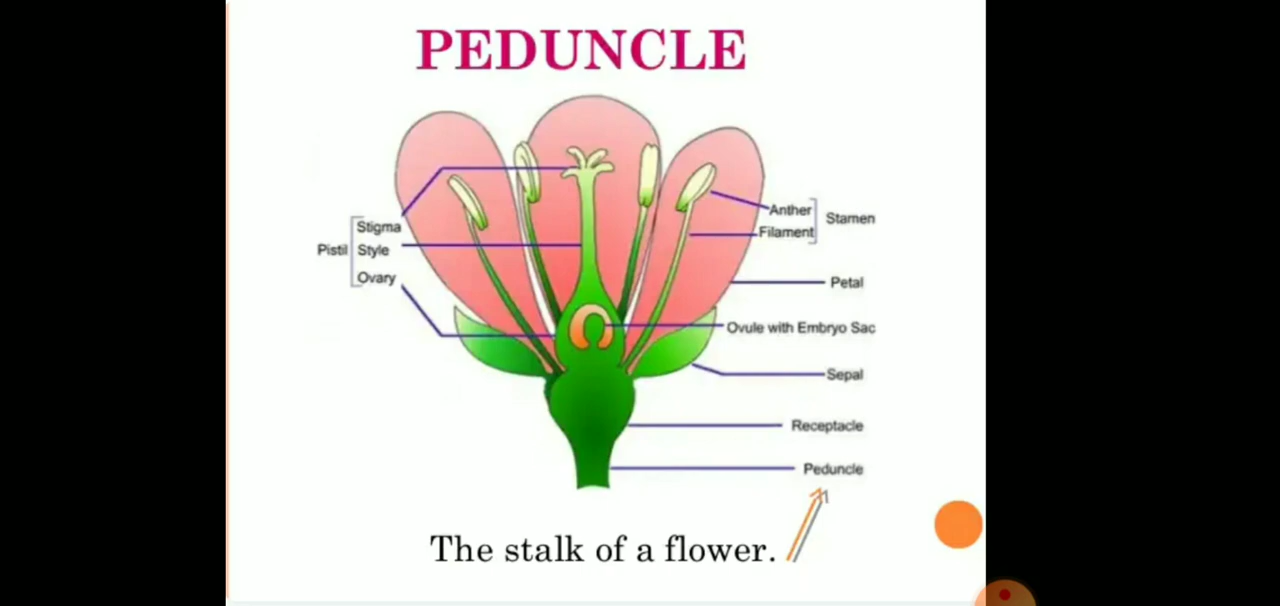 PEDUNCLE
Stigma
Pistil Style
Ovary
Anther
Filament
Stamen
Petal
Ovule with Embryo Sac
Sepal
Receptacle
Peduncle
The stalk of a flower.